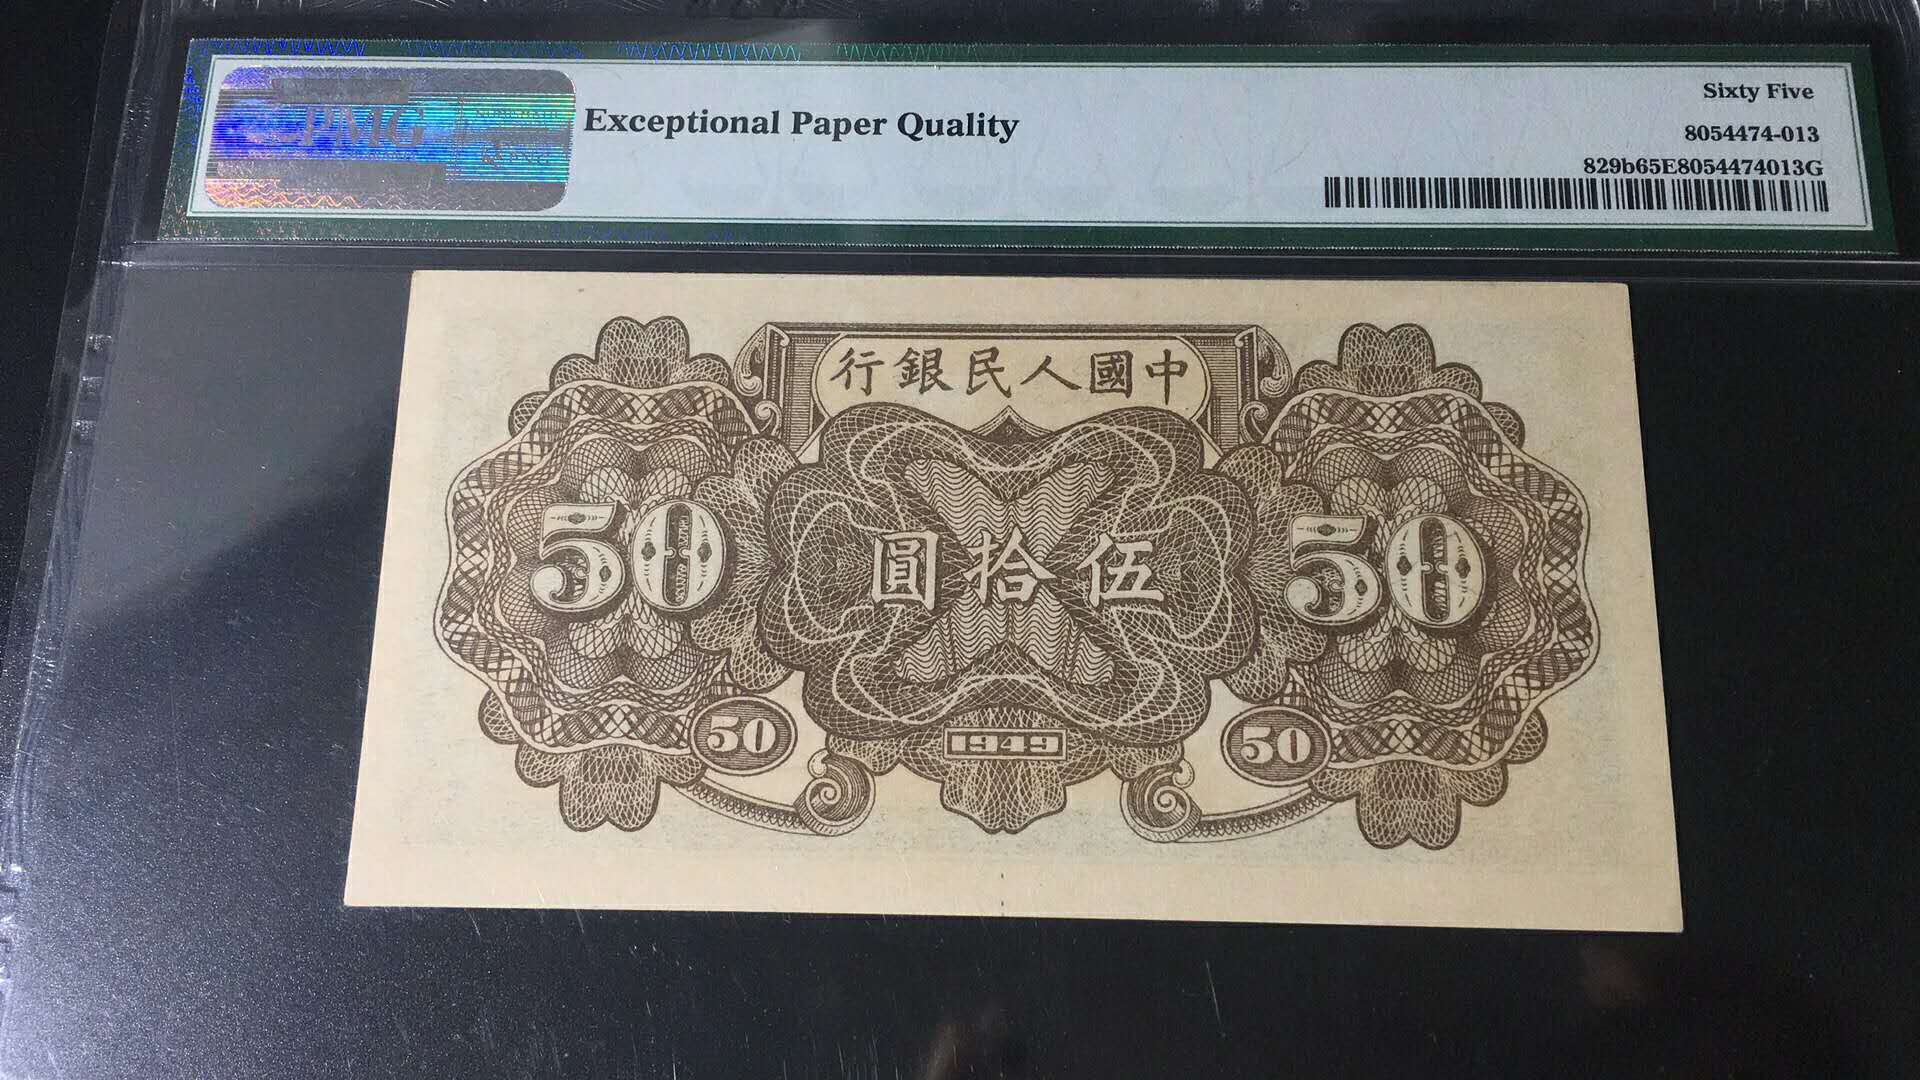 PMG
Exceptional Paper Quality
Sixty Five
8054474-013
829b65E8054474013G
行銀民人國中
50
圓拾伍
50
50
1949
50